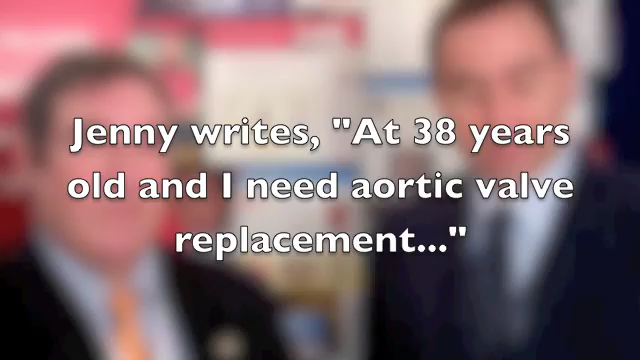 Jenny writes, "At 38 years
old and I need aortic valve
replacement..."